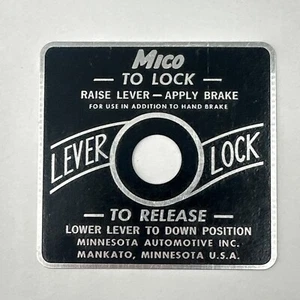 Mico
— TO LOCK —
RAISE LEVER — APPLY BRAKE
FOR USE IN ADDITION TO HAND BRAKE
LEVER LOCK
— TO RELEASE —
LOWER LEVER TO DOWN POSITION
MINNESOTA AUTOMOTIVE INC.
MANKATO, MINNESOTA U.S.A.